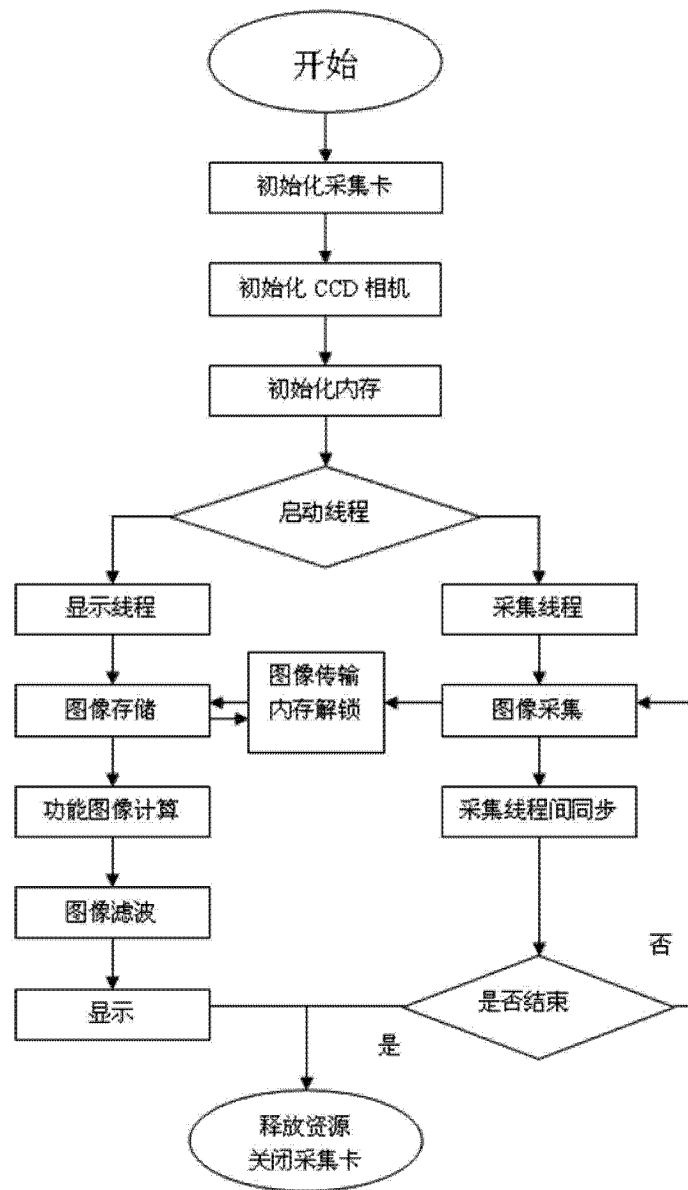 开始
初始化采集卡
初始化 CCD 相机
初始化内存
启动线程
显示线程
采集线程
图像传输
内存解锁
图像存储
图像采集
功能图像计算
采集线程间同步
图像滤波
否
显示
是否结束
是
释放资源
关闭采集卡